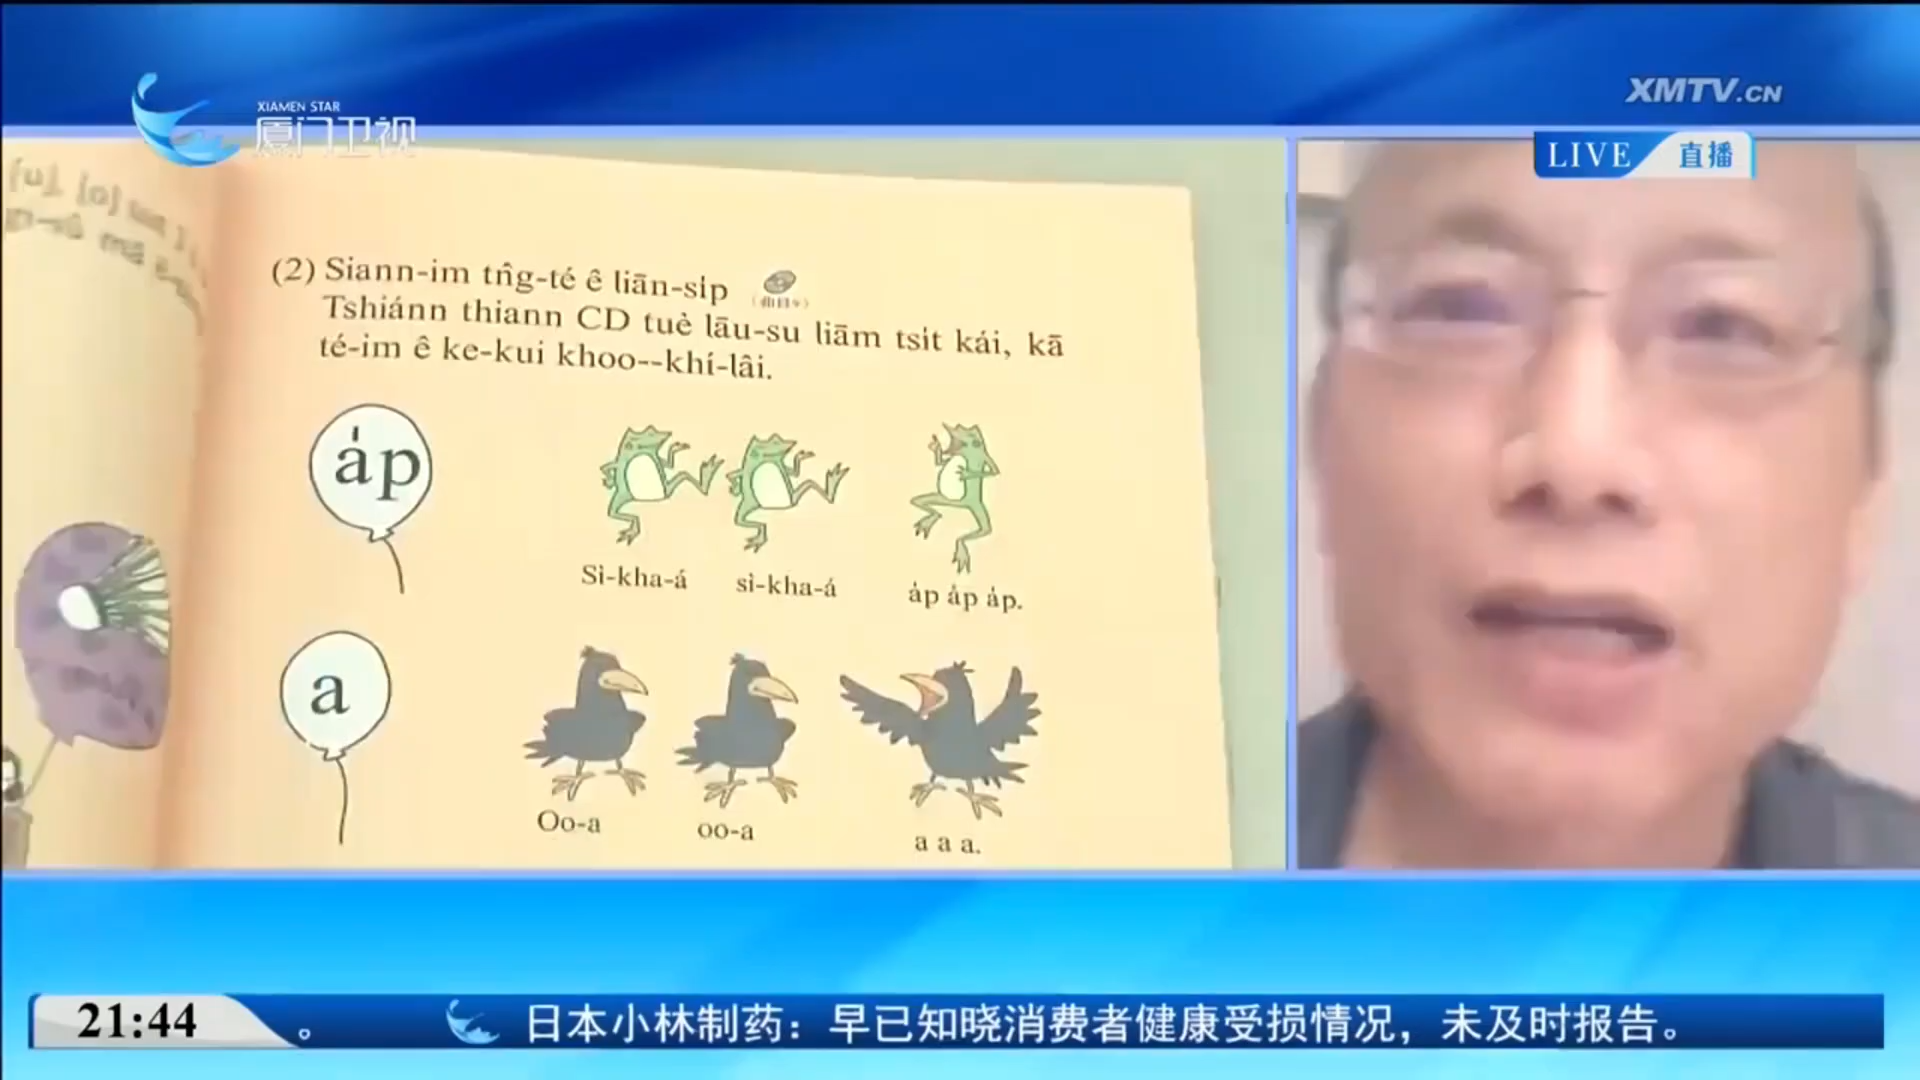 XIAMEN STAR
厦门卫视
XMTV.CN
LIVE 直播
(2) Siann-im tn̂g-té ê liān-si̍p
Tshiánn thiann CD tuè lāu-su liām tsi̍t kái, kā
té-im ê ke-kui khoo--khí-lâi.
a̍p
Sì-kha-á sì-kha-á a̍p a̍p a̍p.
a
Oo-a oo-a a a a.
21:44 。 日本小林制药：早已知晓消费者健康受损情况，未及时报告。